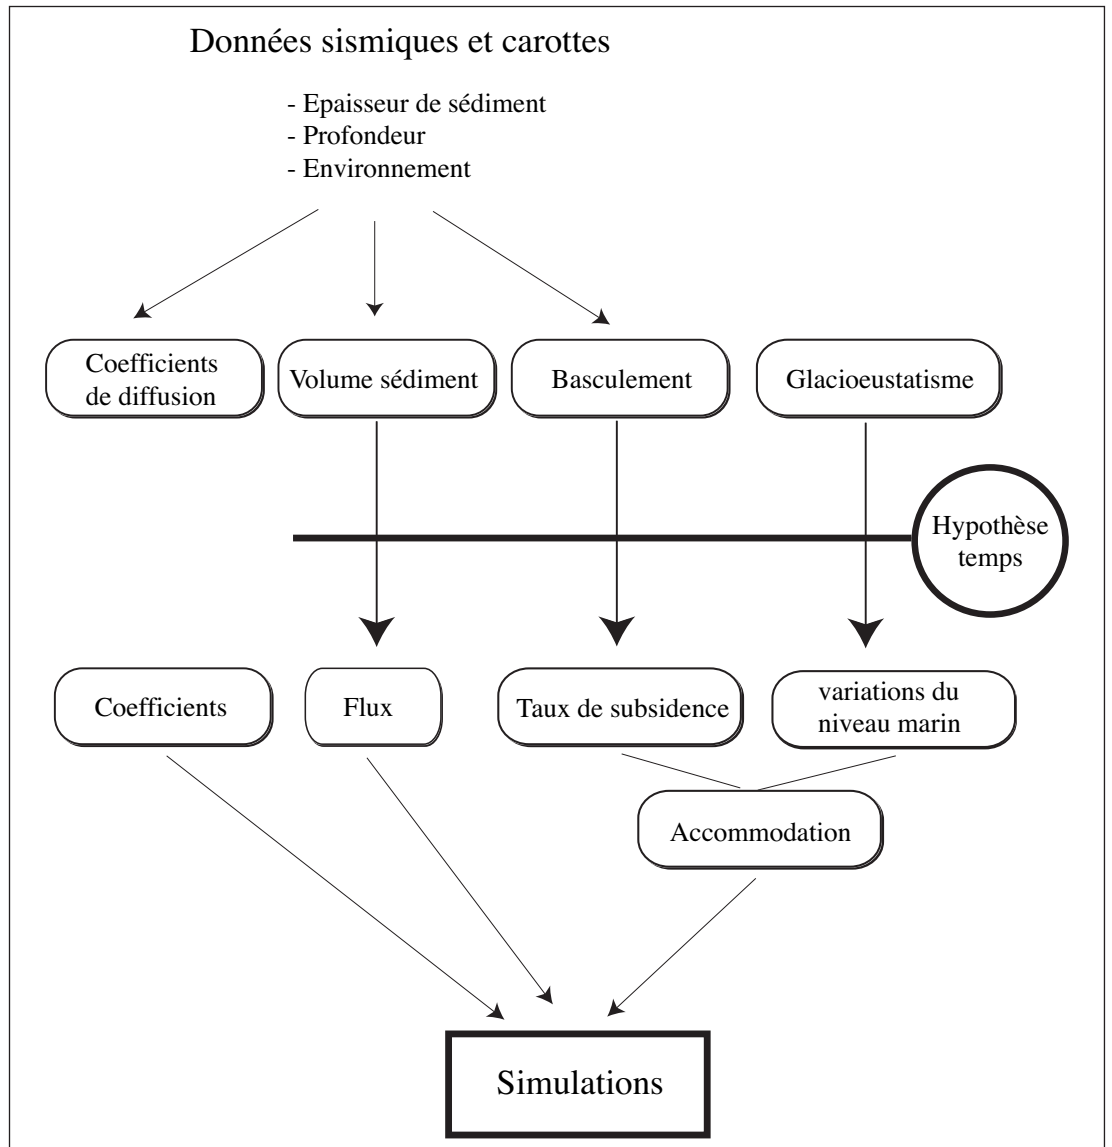 Données sismiques et carottes
- Epaisseur de sédiment
- Profondeur
- Environnement
Coefficients
de diffusion
Volume sédiment
Basculement
Glacioeustatisme
Hypothèse
temps
Coefficients
Flux
Taux de subsidence
variations du
niveau marin
Accommodation
Simulations